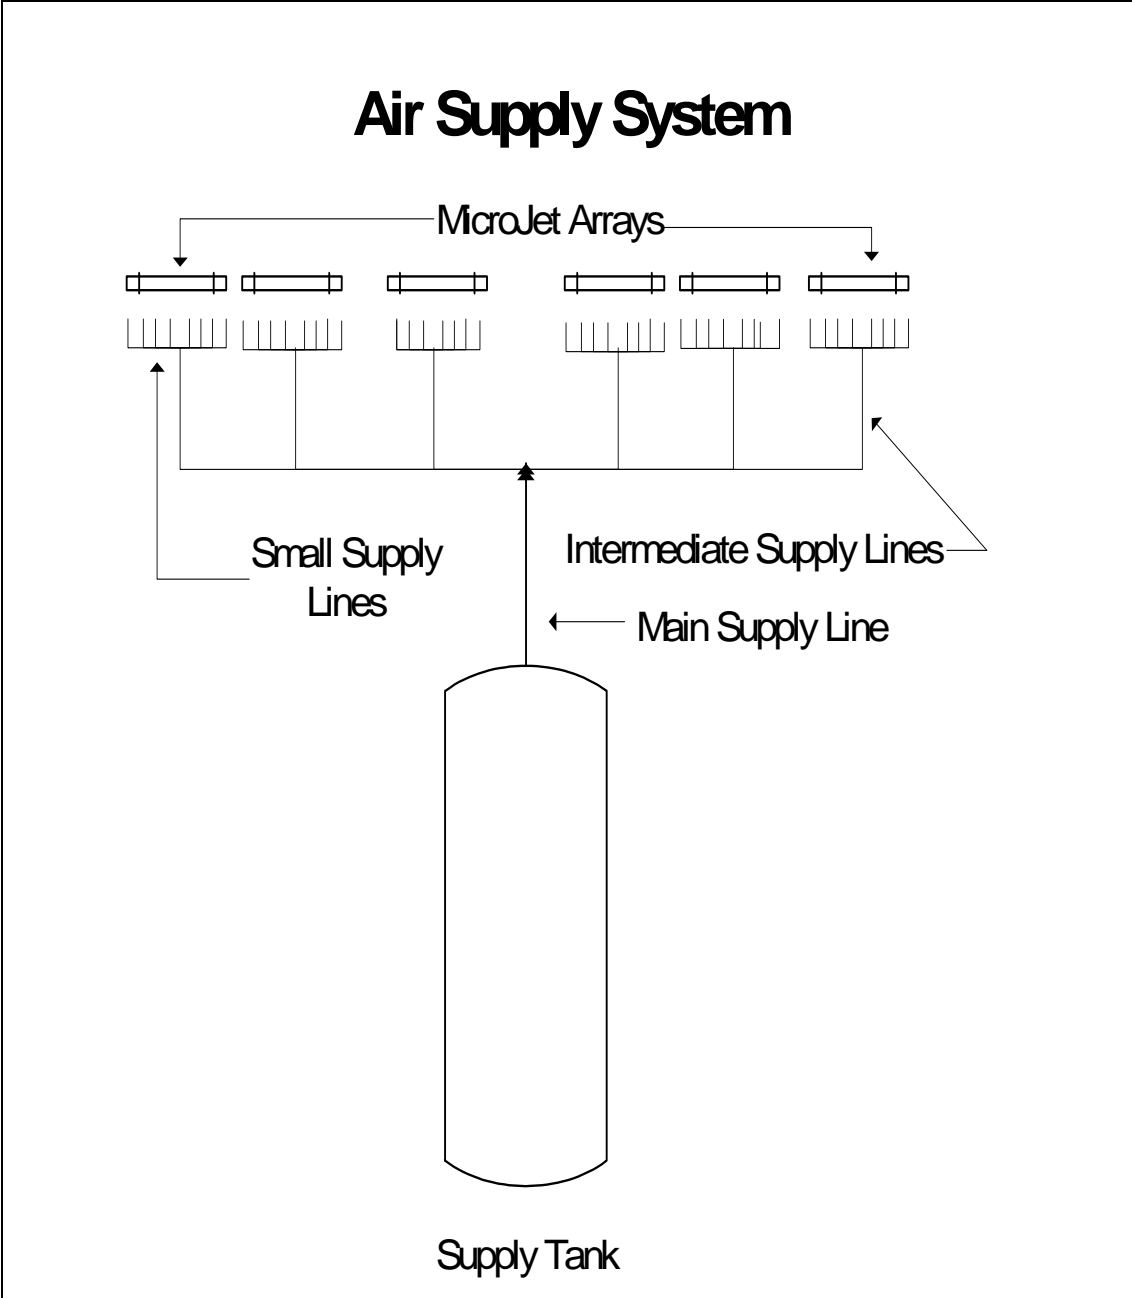 Air Supply System
MicroJet Arrays
Small Supply
Lines
Intermediate Supply Lines
Main Supply Line
Supply Tank